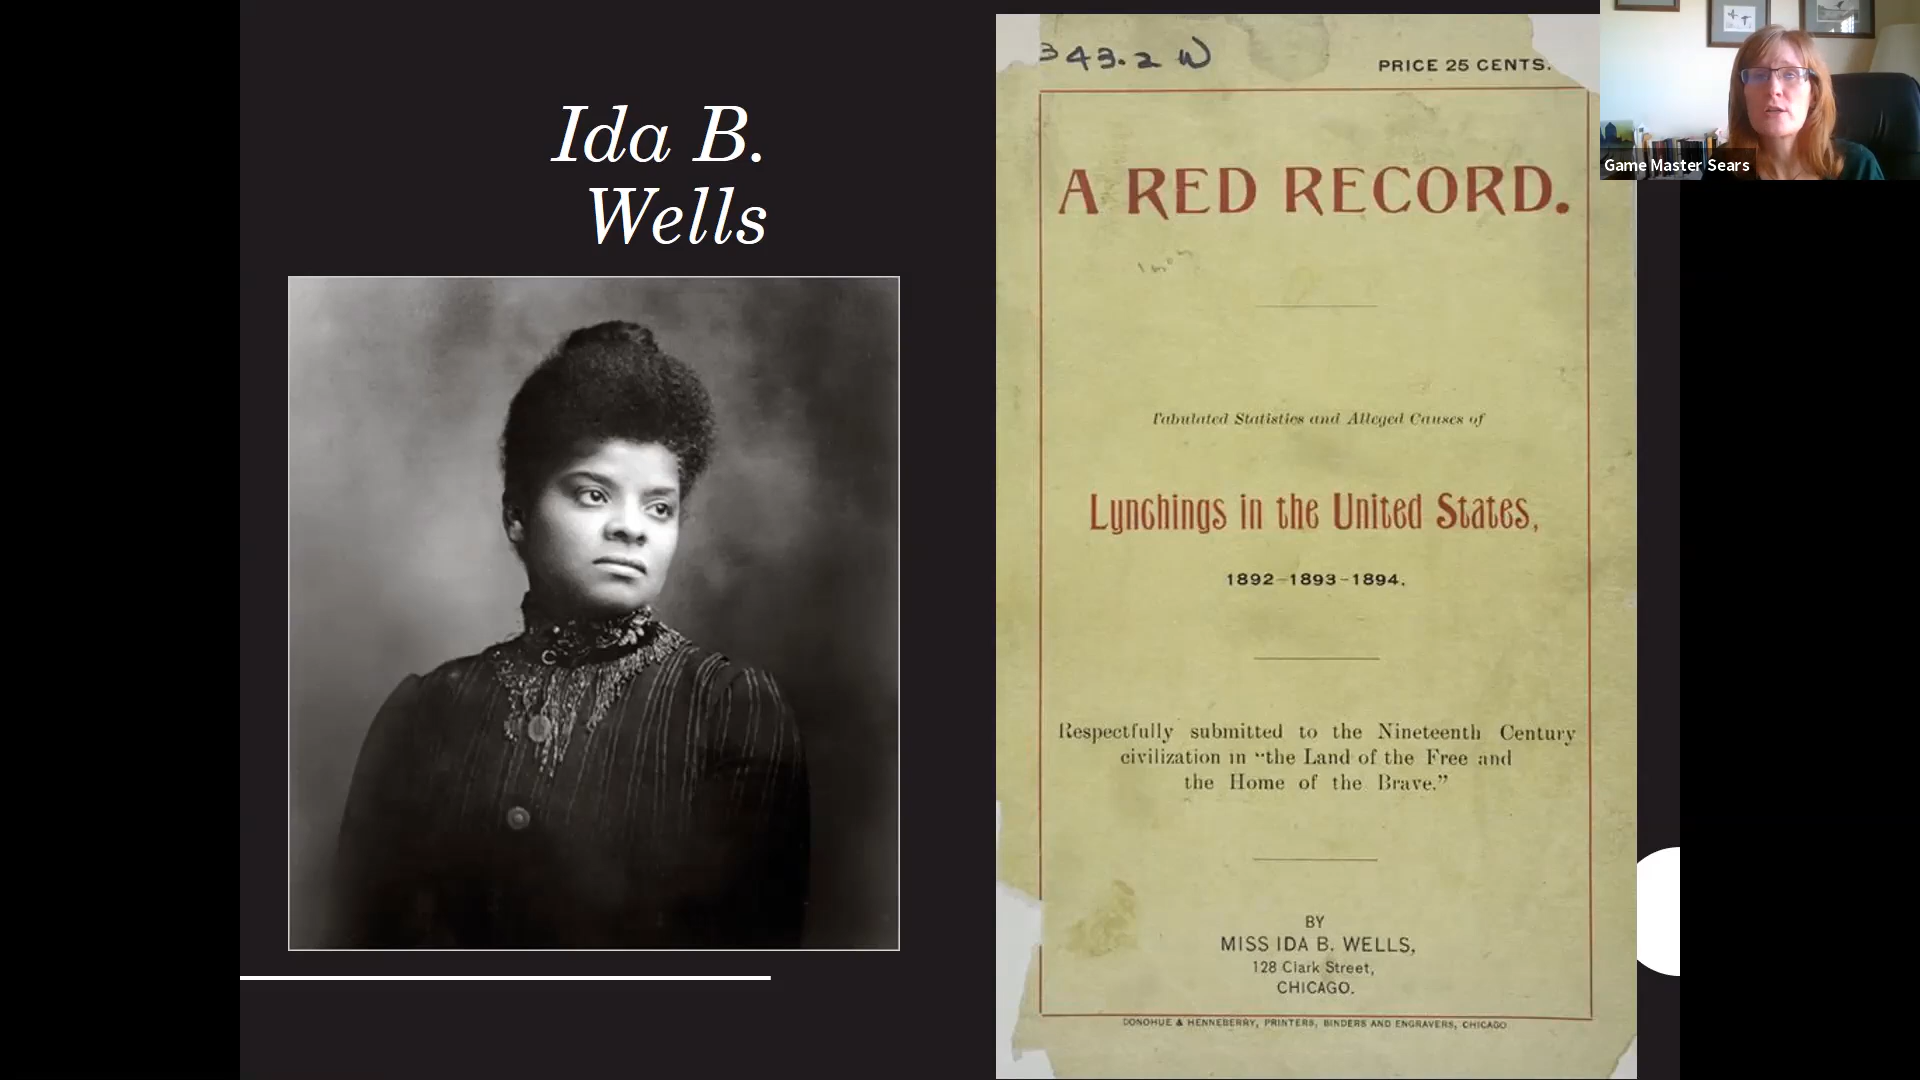 Ida B.
Wells
343.2 W
PRICE 25 CENTS.
A RED RECORD.
Tabulated Statistics and Alleged Causes of
Lynchings in the United States,
1892-1893-1894.
Respectfully submitted to the Nineteenth Century
civilization in “the Land of the Free and
the Home of the Brave.”
BY
MISS IDA B. WELLS,
128 Clark Street,
CHICAGO.
DONOHUE & HENNEBERRY, PRINTERS, BINDERS AND ENGRAVERS, CHICAGO
Game Master Sears